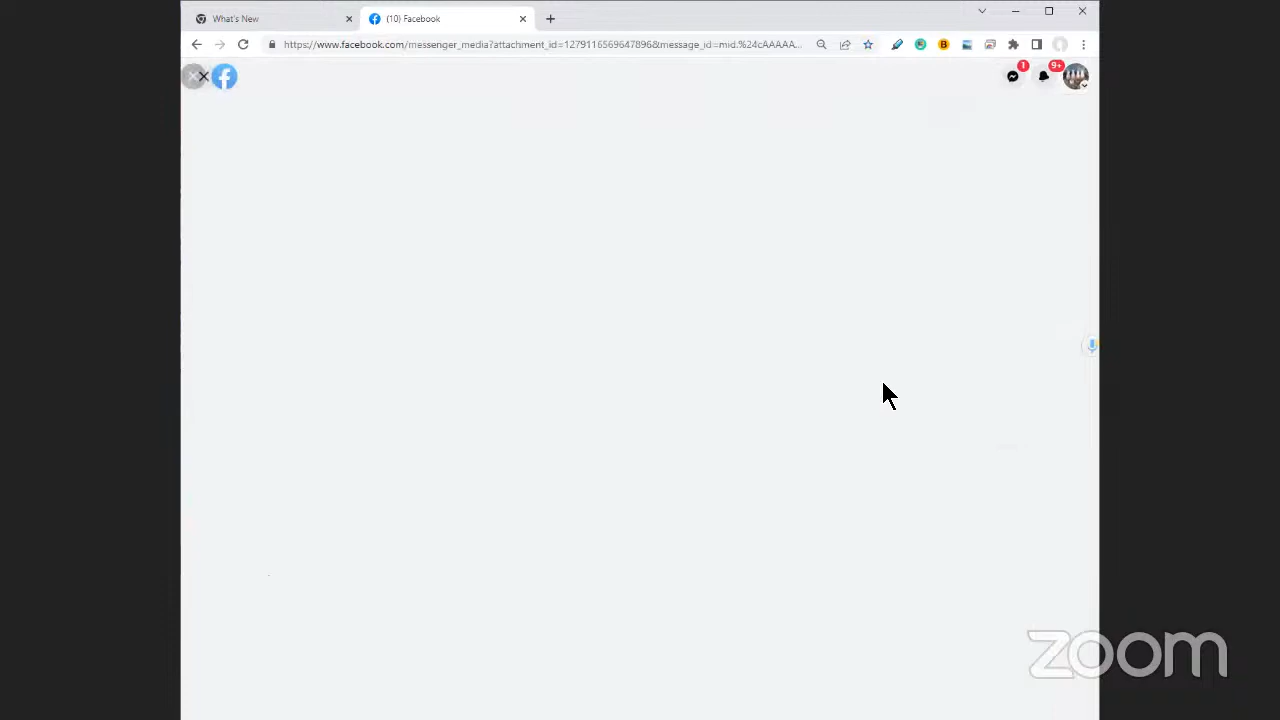 What's New
(10) Facebook
https://www.facebook.com/messenger_media?attachment_id=1279116569647896&message_id=mid.%24cAAAAA...
1
9+
B
zoom